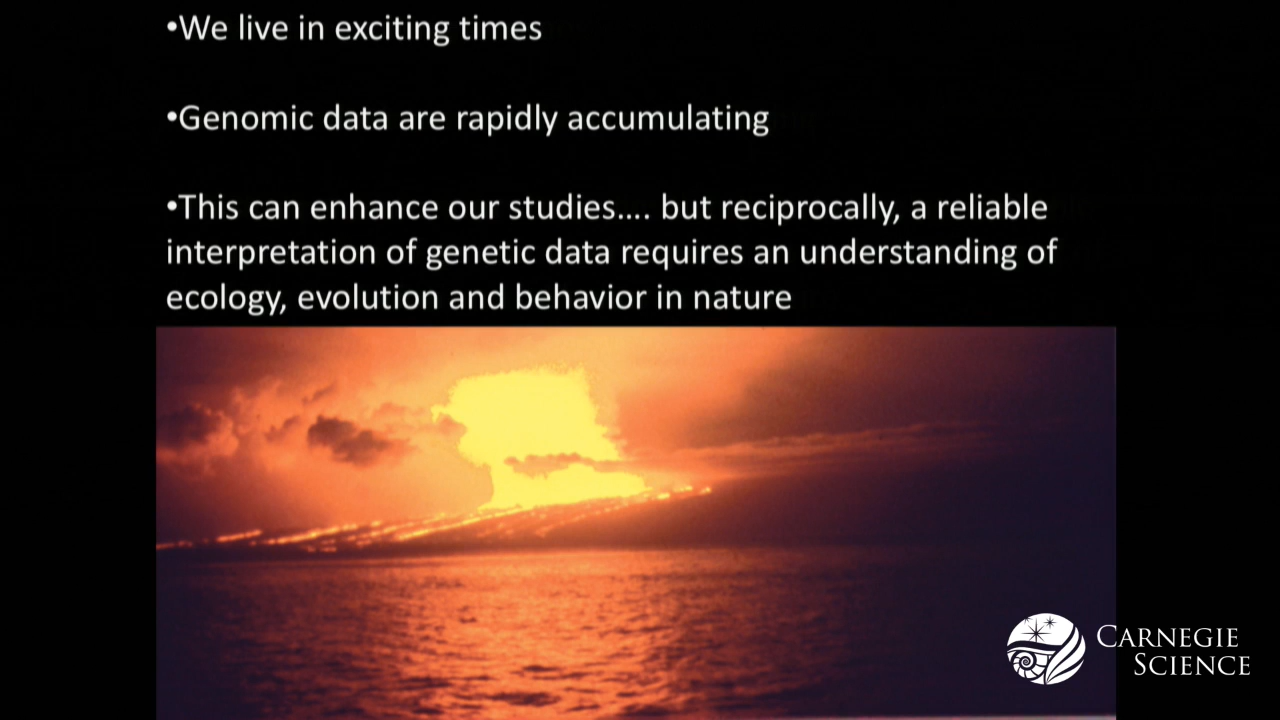 •We live in exciting times
•Genomic data are rapidly accumulating
•This can enhance our studies.... but reciprocally, a reliable
interpretation of genetic data requires an understanding of
ecology, evolution and behavior in nature
CARNEGIE
SCIENCE